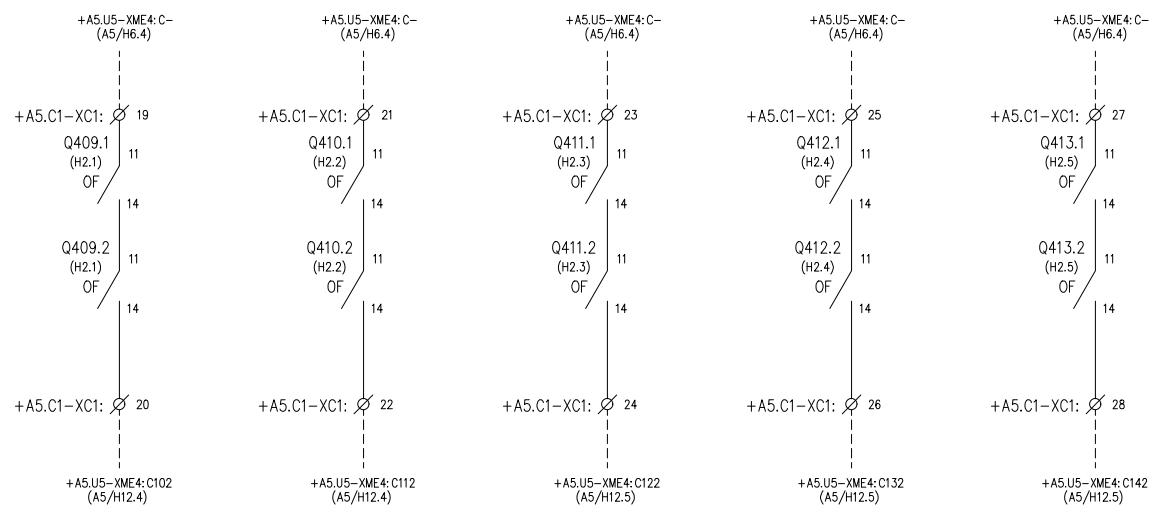 +A5.U5-XME4:C- +A5.U5-XME4:C- +A5.U5-XME4:C- +A5.U5-XME4:C- +A5.U5-XME4:C-
(A5/H6.4) (A5/H6.4) (A5/H6.4) (A5/H6.4) (A5/H6.4)
+A5.C1-XC1: 19 +A5.C1-XC1: 21 +A5.C1-XC1: 23 +A5.C1-XC1: 25 +A5.C1-XC1: 27
Q409.1 Q410.1 Q411.1 Q412.1 Q413.1
11 11 11 11 11
(H2.1) (H2.2) (H2.3) (H2.4) (H2.5)
OF OF OF OF OF
14 14 14 14 14
Q409.2 Q410.2 Q411.2 Q412.2 Q413.2
11 11 11 11 11
(H2.1) (H2.2) (H2.3) (H2.4) (H2.5)
OF OF OF OF OF
14 14 14 14 14
+A5.C1-XC1: 20 +A5.C1-XC1: 22 +A5.C1-XC1: 24 +A5.C1-XC1: 26 +A5.C1-XC1: 28
+A5.U5-XME4:C102 +A5.U5-XME4:C112 +A5.U5-XME4:C122 +A5.U5-XME4:C132 +A5.U5-XME4:C142
(A5/H12.4) (A5/H12.4) (A5/H12.5) (A5/H12.5) (A5/H12.5)